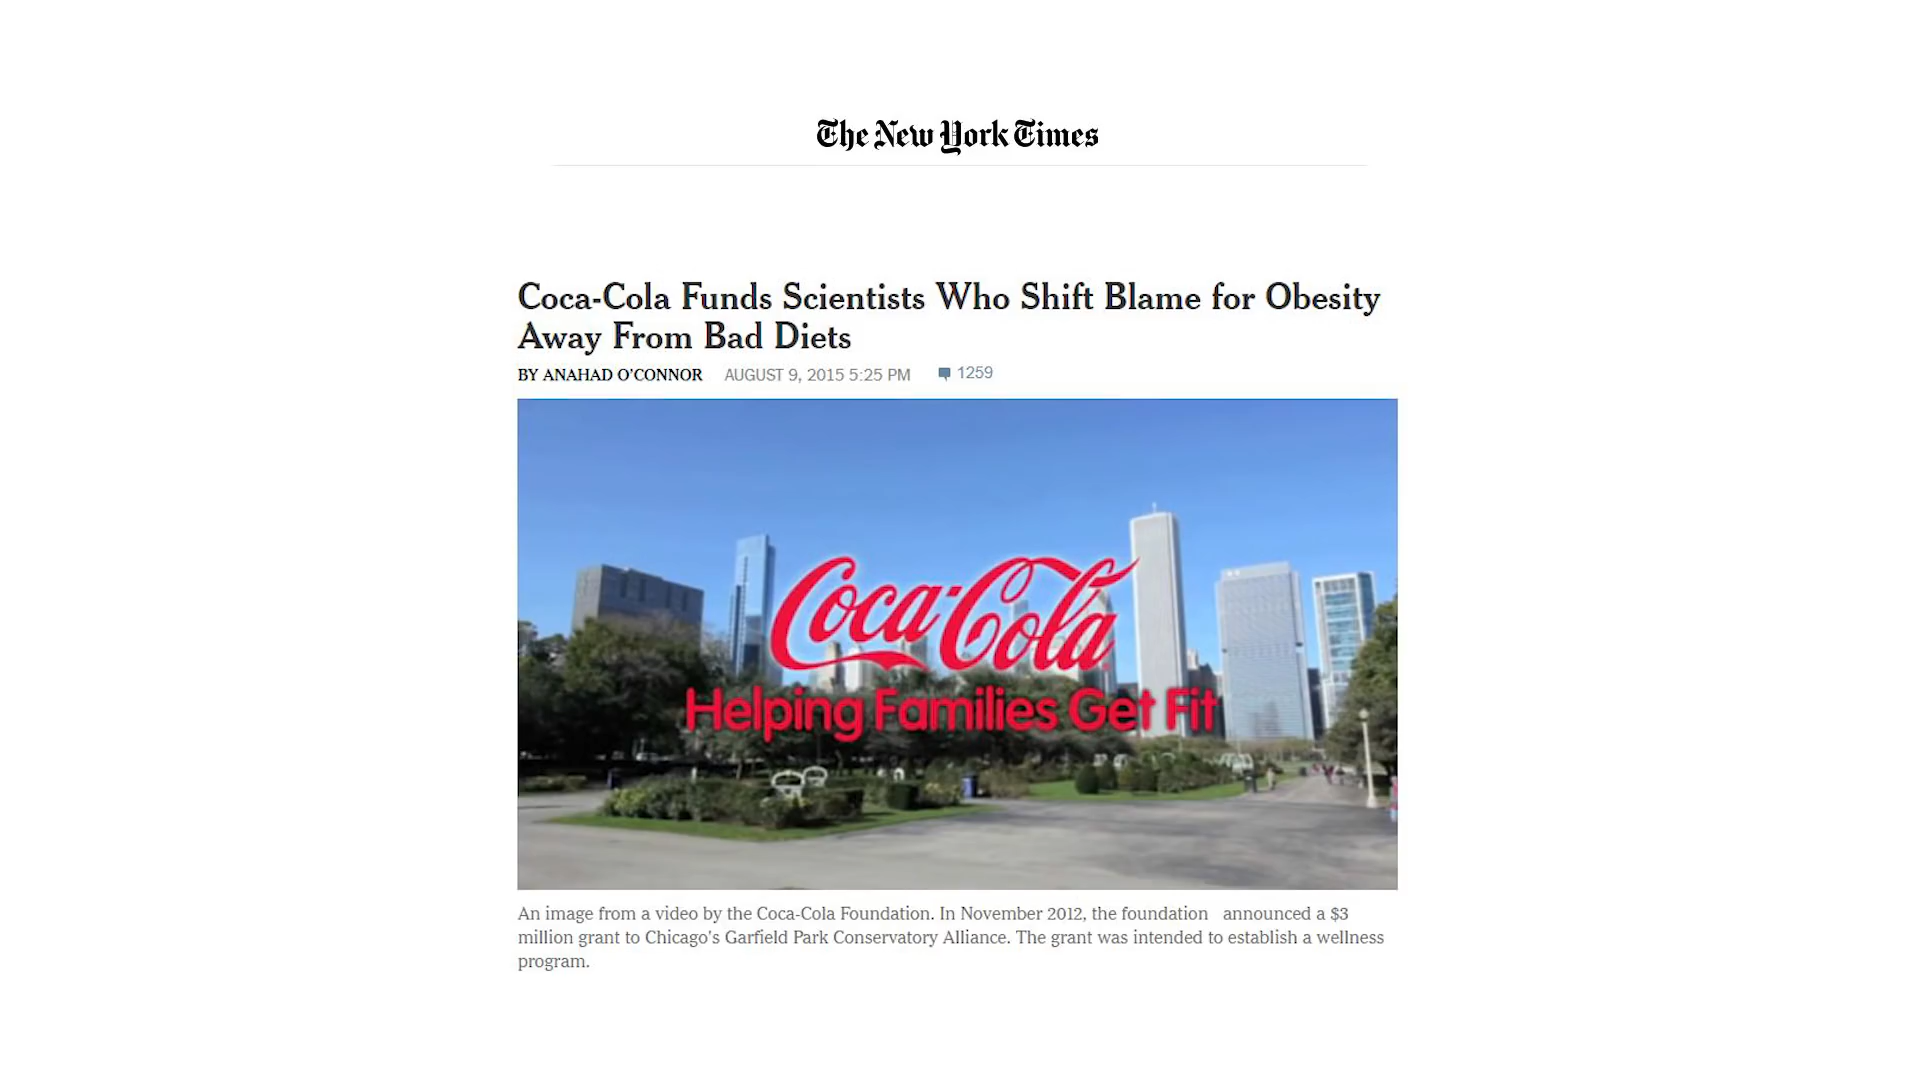 The New York Times
Coca-Cola Funds Scientists Who Shift Blame for Obesity
Away From Bad Diets
BY ANAHAD O'CONNOR AUGUST 9, 2015 5:25 PM 1259
Coca-Cola
Helping Families Get Fit
An image from a video by the Coca-Cola Foundation. In November 2012, the foundation announced a $3
million grant to Chicago's Garfield Park Conservatory Alliance. The grant was intended to establish a wellness
program.